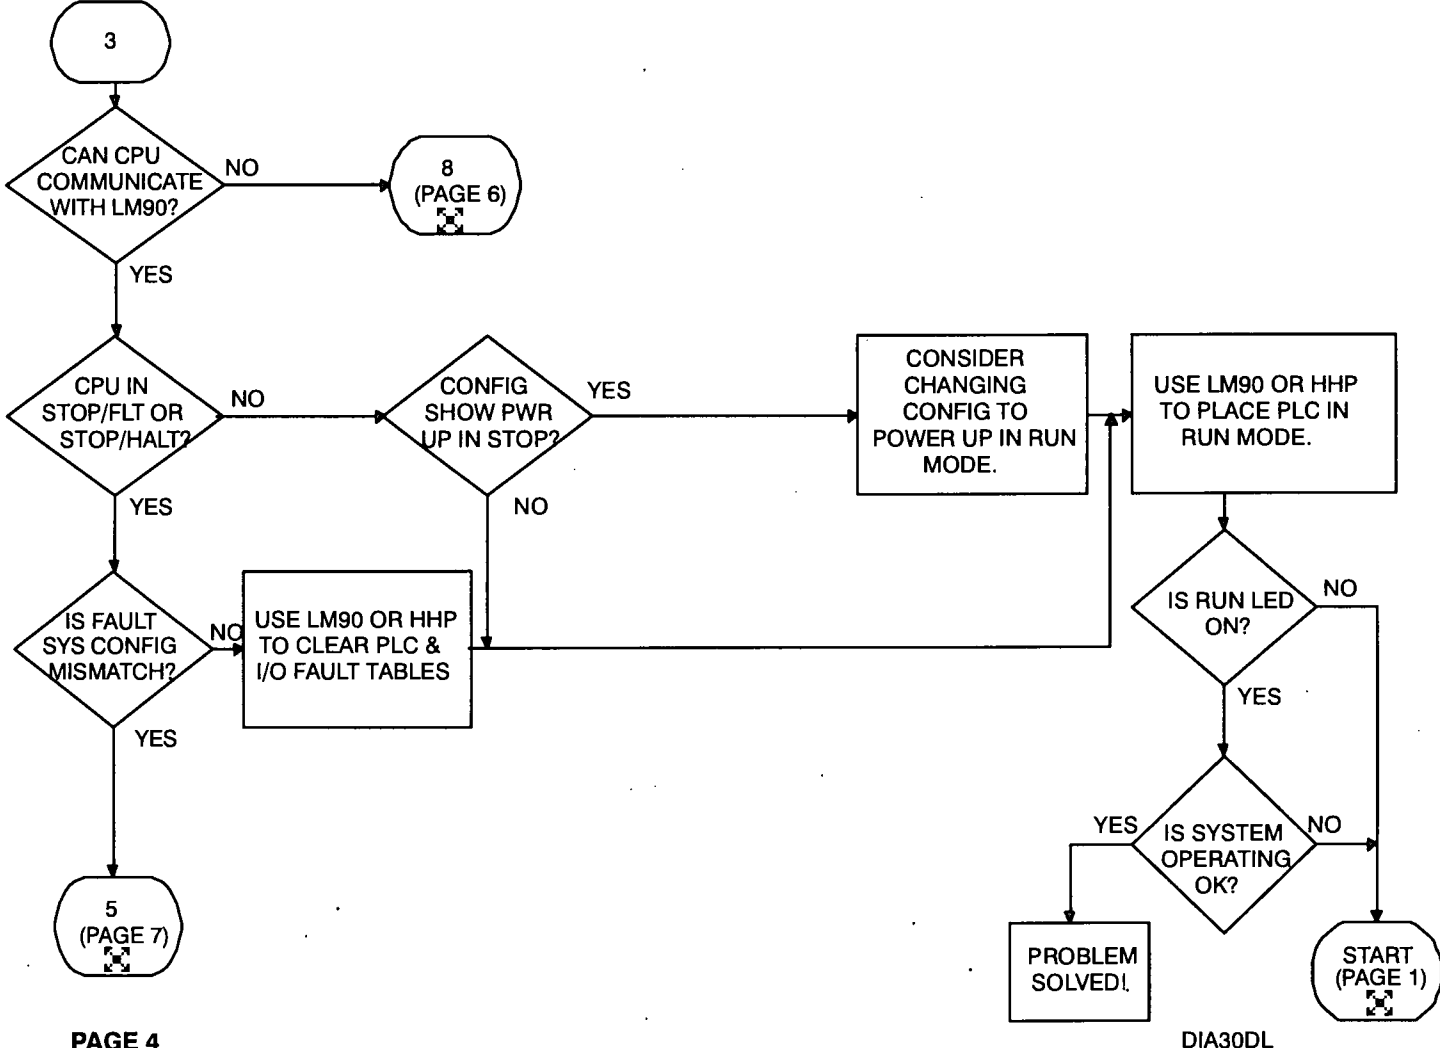 3
CAN CPU
COMMUNICATE
WITH LM90?
NO
8
(PAGE 6)
YES
CPU IN
STOP/FLT OR
STOP/HALT?
NO
CONFIG
SHOW PWR
UP IN STOP?
YES
CONSIDER
CHANGING
CONFIG TO
POWER UP IN RUN
MODE.
USE LM90 OR HHP
TO PLACE PLC IN
RUN MODE.
YES
NO
IS FAULT
SYS CONFIG
MISMATCH?
NO
USE LM90 OR HHP
TO CLEAR PLC &
I/O FAULT TABLES
IS RUN LED
ON?
NO
YES
YES
IS SYSTEM
OPERATING
OK?
YES
NO
5
(PAGE 7)
PROBLEM
SOLVED!.
START
(PAGE 1)
PAGE 4
DIA30DL